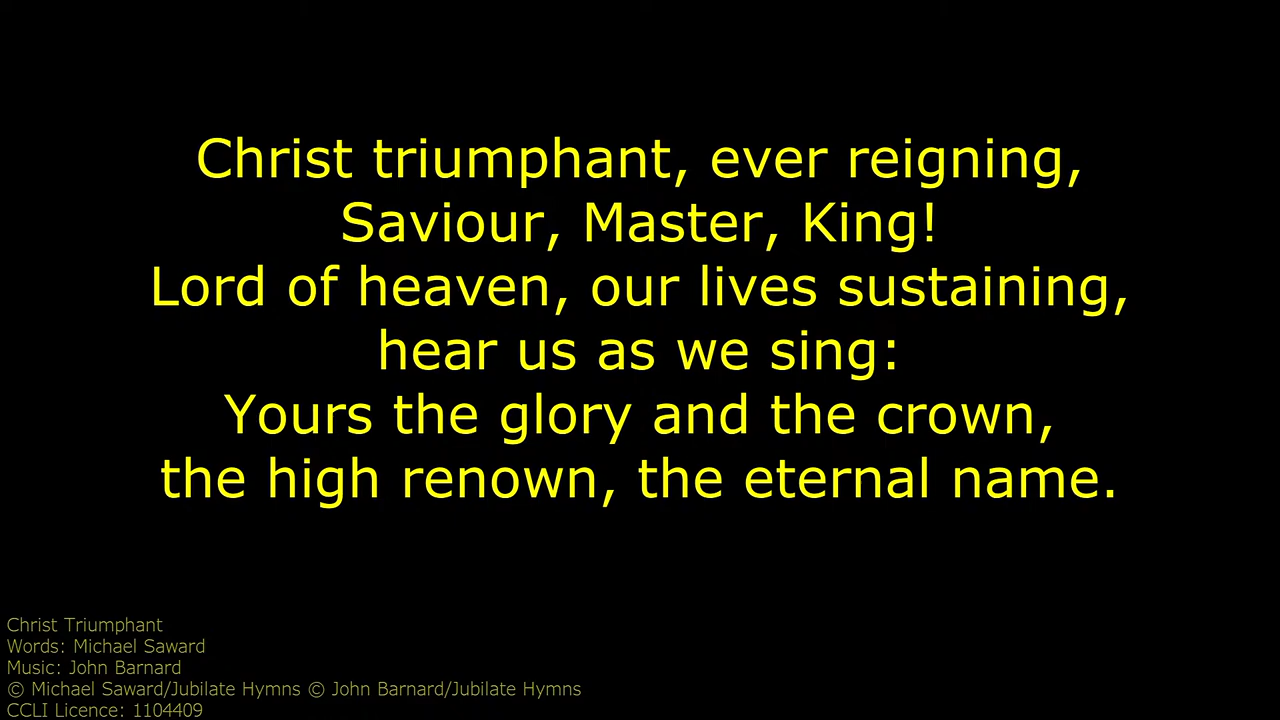 Christ triumphant, ever reigning,
Saviour, Master, King!
Lord of heaven, our lives sustaining,
hear us as we sing:
Yours the glory and the crown,
the high renown, the eternal name.
Christ Triumphant
Words: Michael Saward
Music: John Barnard
© Michael Saward/Jubilate Hymns © John Barnard/Jubilate Hymns
CCLI Licence: 1104409